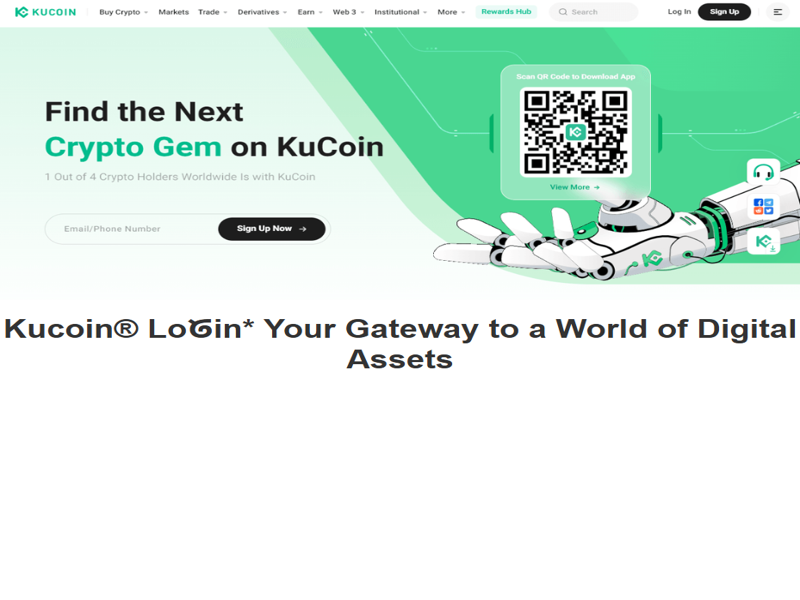 KUCOIN
Buy Crypto Markets Trade Derivatives Earn Web 3 Institutional More Rewards Hub Search Log In Sign Up
Scan QR Code to Download App
Find the Next
Crypto Gem on KuCoin
1 Out of 4 Crypto Holders Worldwide Is with KuCoin
View More →
Email/Phone Number Sign Up Now →
Kucoin® LoԌin* Your Gateway to a World of Digital
Assets